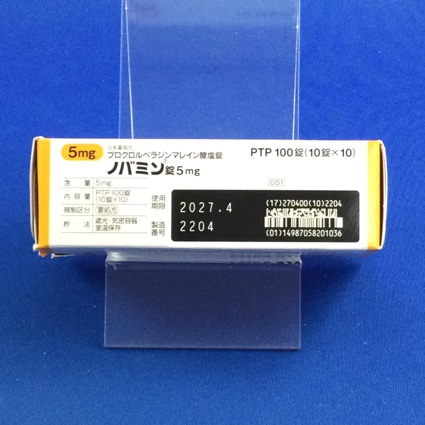 5mg
日本薬局方
プロクロルペラジンマレイン酸塩錠
ノバミン錠5mg
PTP 100錠(10錠×10)
含量 5mg
内容量 PTP 100錠
(10錠×10)
規制区分 要処方
貯法 遮光・気密容器
室温保存
使用
期限 2027.4
製造
番号 2204
GS1
(17)270400(10)2204
(01)14987058201036